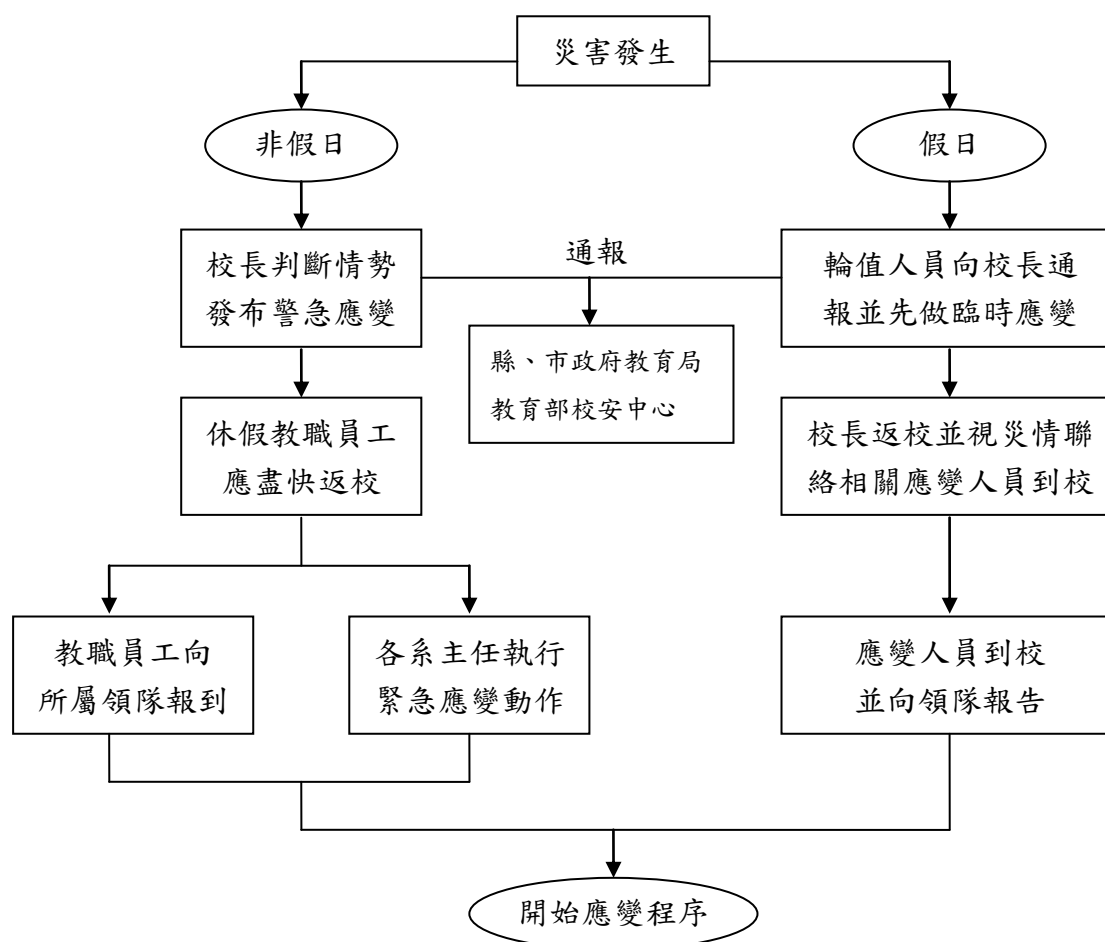 災害發生
非假日
假日
校長判斷情勢
發布警急應變
通報
輪值人員向校長通
報並先做臨時應變
縣、市政府教育局
教育部校安中心
休假教職員工
應盡快返校
校長返校並視災情聯
絡相關應變人員到校
教職員工向
所屬領隊報到
各系主任執行
緊急應變動作
應變人員到校
並向領隊報告
開始應變程序